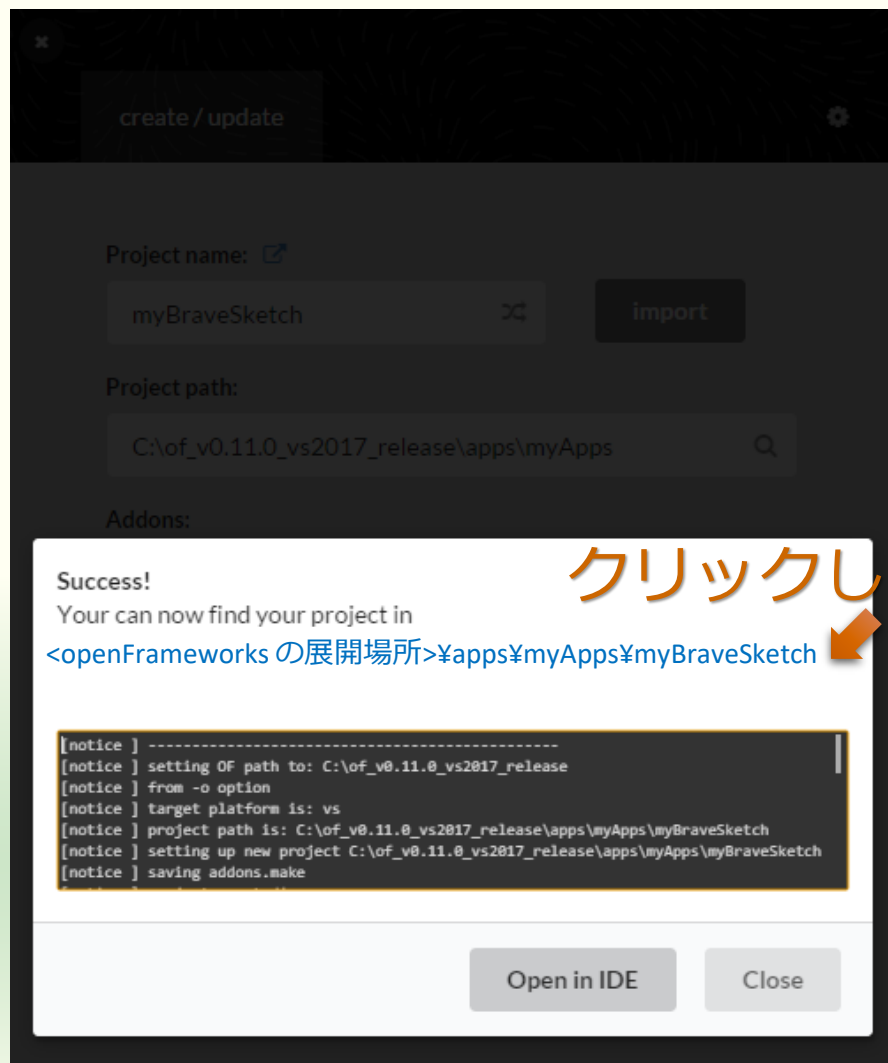 create / update
Project name:
myBraveSketch
import
Project path:
C:\of_v0.11.0_vs2017_release\apps\myApps
Addons:
クリックし
Success!
Your can now find your project in
<openFrameworks の展開場所>¥apps¥myApps¥myBraveSketch
[notice ] -----------------------------------------------
[notice ] setting OF path to: C:\of_v0.11.0_vs2017_release
[notice ] from -o option
[notice ] target platform is: vs
[notice ] project path is: C:\of_v0.11.0_vs2017_release\apps\myApps\myBraveSketch
[notice ] setting up new project C:\of_v0.11.0_vs2017_release\apps\myApps\myBraveSketch
[notice ] saving addons.make
Open in IDE
Close